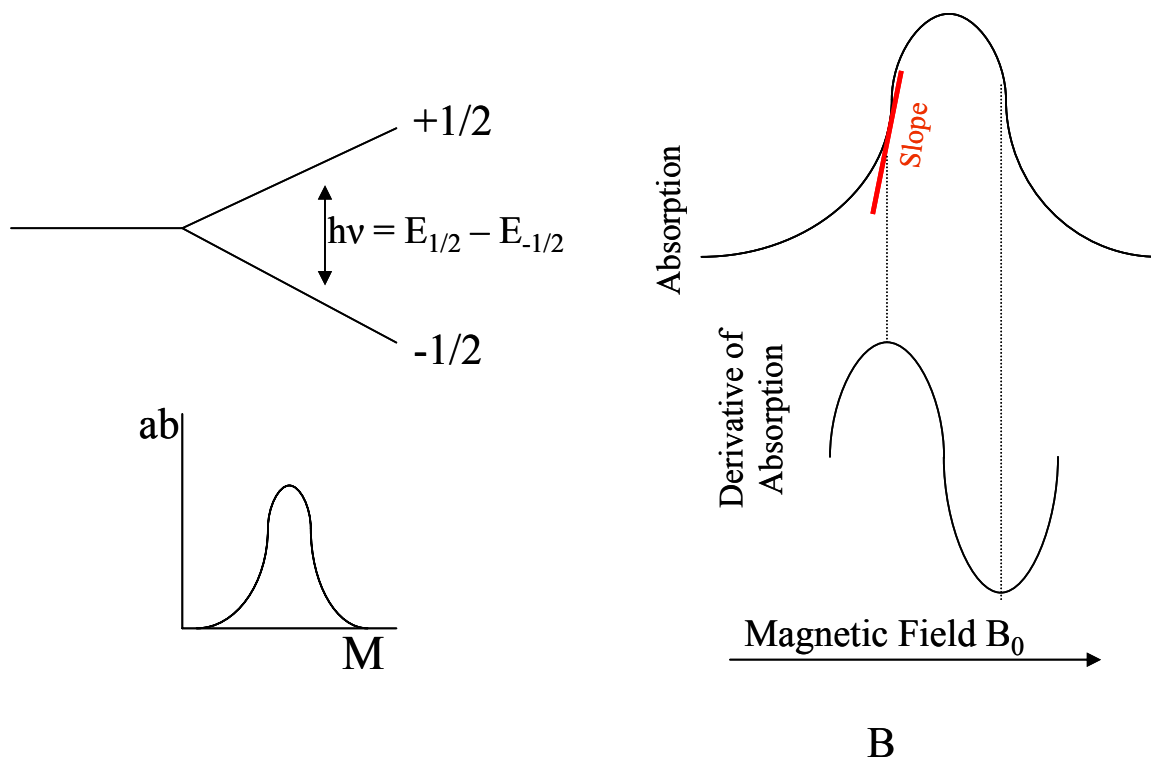 +1/2
hν = E1/2 – E-1/2
-1/2
ab
M
Absorption
Slope
Derivative of
Absorption
Magnetic Field B0
B